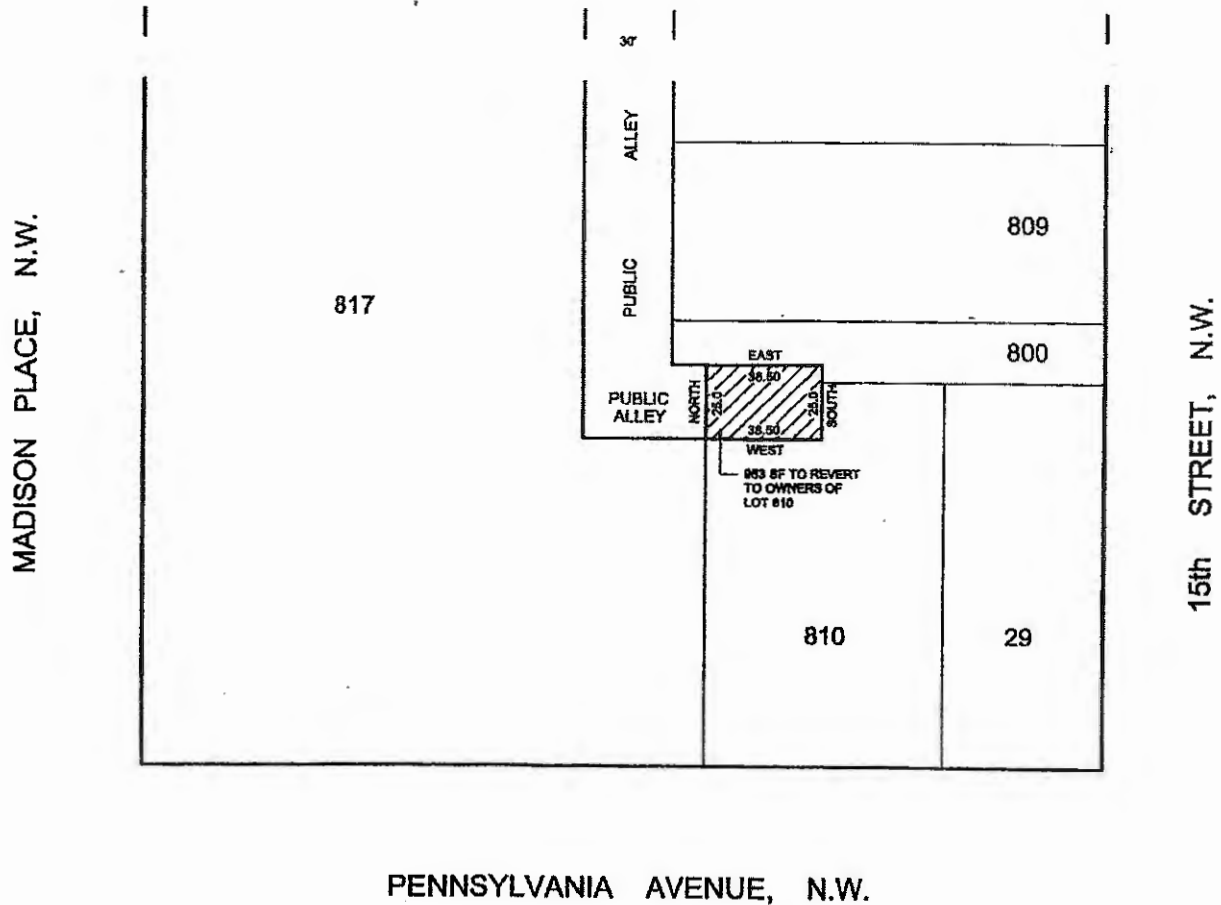 30'
PUBLIC ALLEY
MADISON PLACE, N.W.
817
809
800
15th STREET, N.W.
EAST
38.50
PUBLIC
ALLEY
NORTH
25.0
25.0
SOUTH
38.50
WEST
963 SF TO REVERT
TO OWNERS OF
LOT 810
810
29
PENNSYLVANIA AVENUE, N.W.